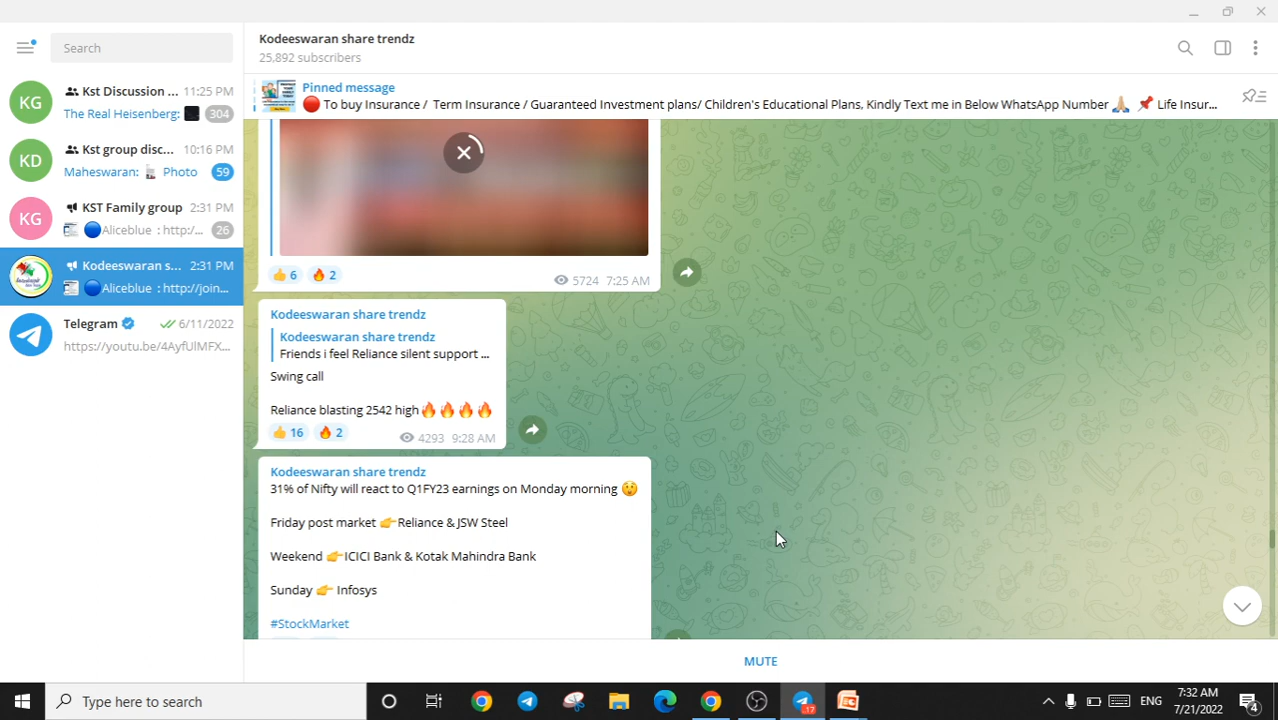 Search
KG
Kst Discussion ... 11:25 PM
The Real Heisenberg: 304
KD
Kst group disc... 10:16 PM
Maheswaran: Photo 59
KG
KST Family group 2:31 PM
🔵Aliceblue : http:/... 26
Kodeeswaran s... 2:31 PM
🔵Aliceblue : http://join...
Telegram 6/11/2022
https://youtu.be/4AyfUlMFX...
Kodeeswaran share trendz
25,892 subscribers
Pinned message
🔴 To buy Insurance / Term Insurance / Guaranteed Investment plans/ Children's Educational Plans, Kindly Text me in Below WhatsApp Number 🙏🏼 📌 Life Insur...
👍 6 🔥 2 5724 7:25 AM
Kodeeswaran share trendz
Kodeeswaran share trendz
Friends i feel Reliance silent support ...
Swing call
Reliance blasting 2542 high🔥🔥🔥🔥
👍 16 🔥 2 4293 9:28 AM
Kodeeswaran share trendz
31% of Nifty will react to Q1FY23 earnings on Monday morning 😲
Friday post market 👉Reliance & JSW Steel
Weekend 👉ICICI Bank & Kotak Mahindra Bank
Sunday 👉 Infosys
#StockMarket
MUTE
Type here to search
17
ENG
7:32 AM
7/21/2022
4